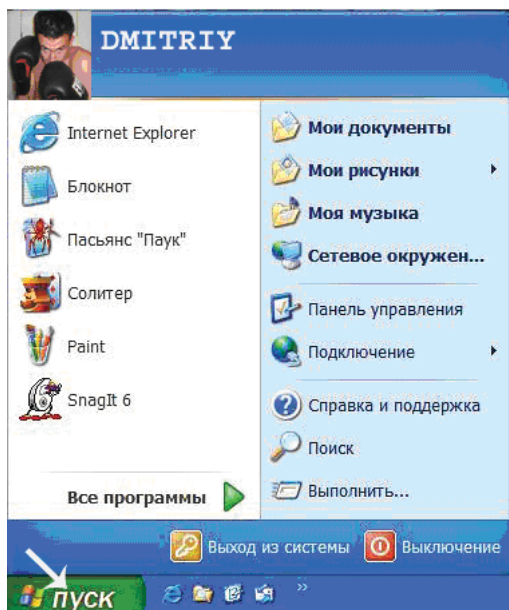 DMITRIY
Internet Explorer
Блокнот
Пасьянс "Паук"
Солитер
Paint
SnagIt 6
Все программы
Мои документы
Мои рисунки
Моя музыка
Сетевое окружен...
Панель управления
Подключение
Справка и поддержка
Поиск
Выполнить...
Выход из системы
Выключение
пуск